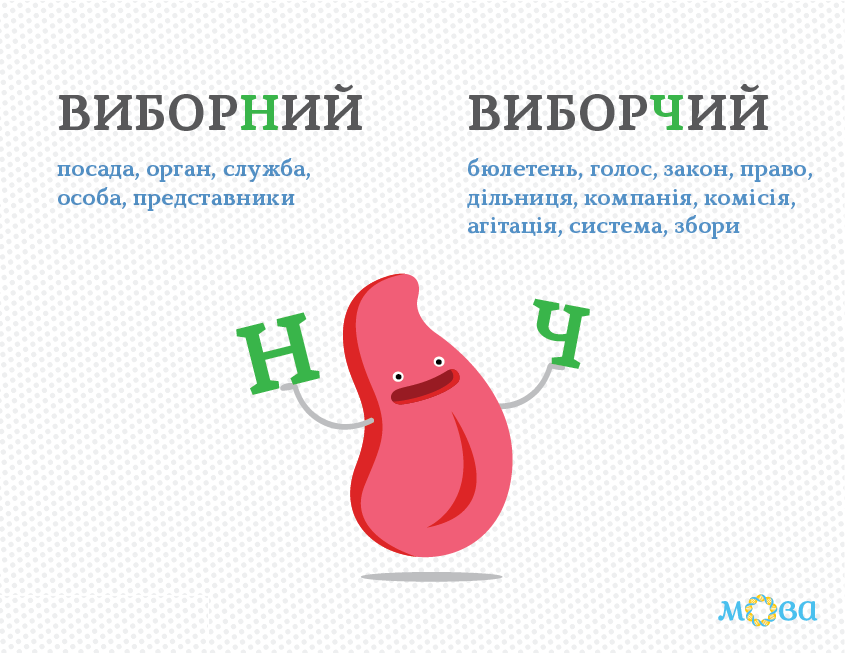 ВИБОРНИЙ
посада, орган, служба,
особа, представники
ВИБОРЧИЙ
бюлетень, голос, закон, право,
дільниця, компанія, комісія,
агітація, система, збори
Н
Ч
мОва